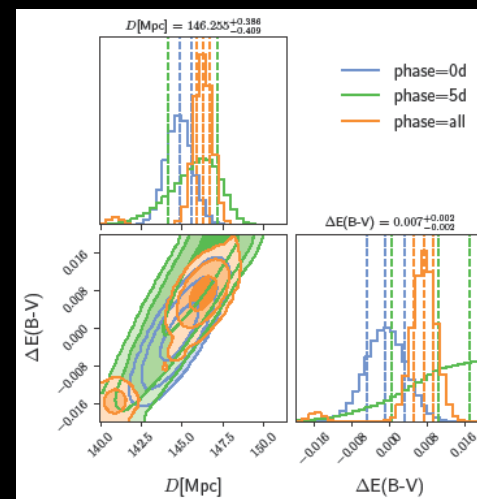 D[Mpc] = 146.255^{+0.386}_{-0.409}
phase=0d
phase=5d
phase=all
ΔE(B-V) = 0.007^{+0.002}_{-0.002}
ΔE(B-V)
0.016
0.008
0.000
−0.008
−0.016
140.0 142.5 145.0 147.5 150.0
D[Mpc]
−0.016 −0.008 0.000 0.008 0.016
ΔE(B-V)